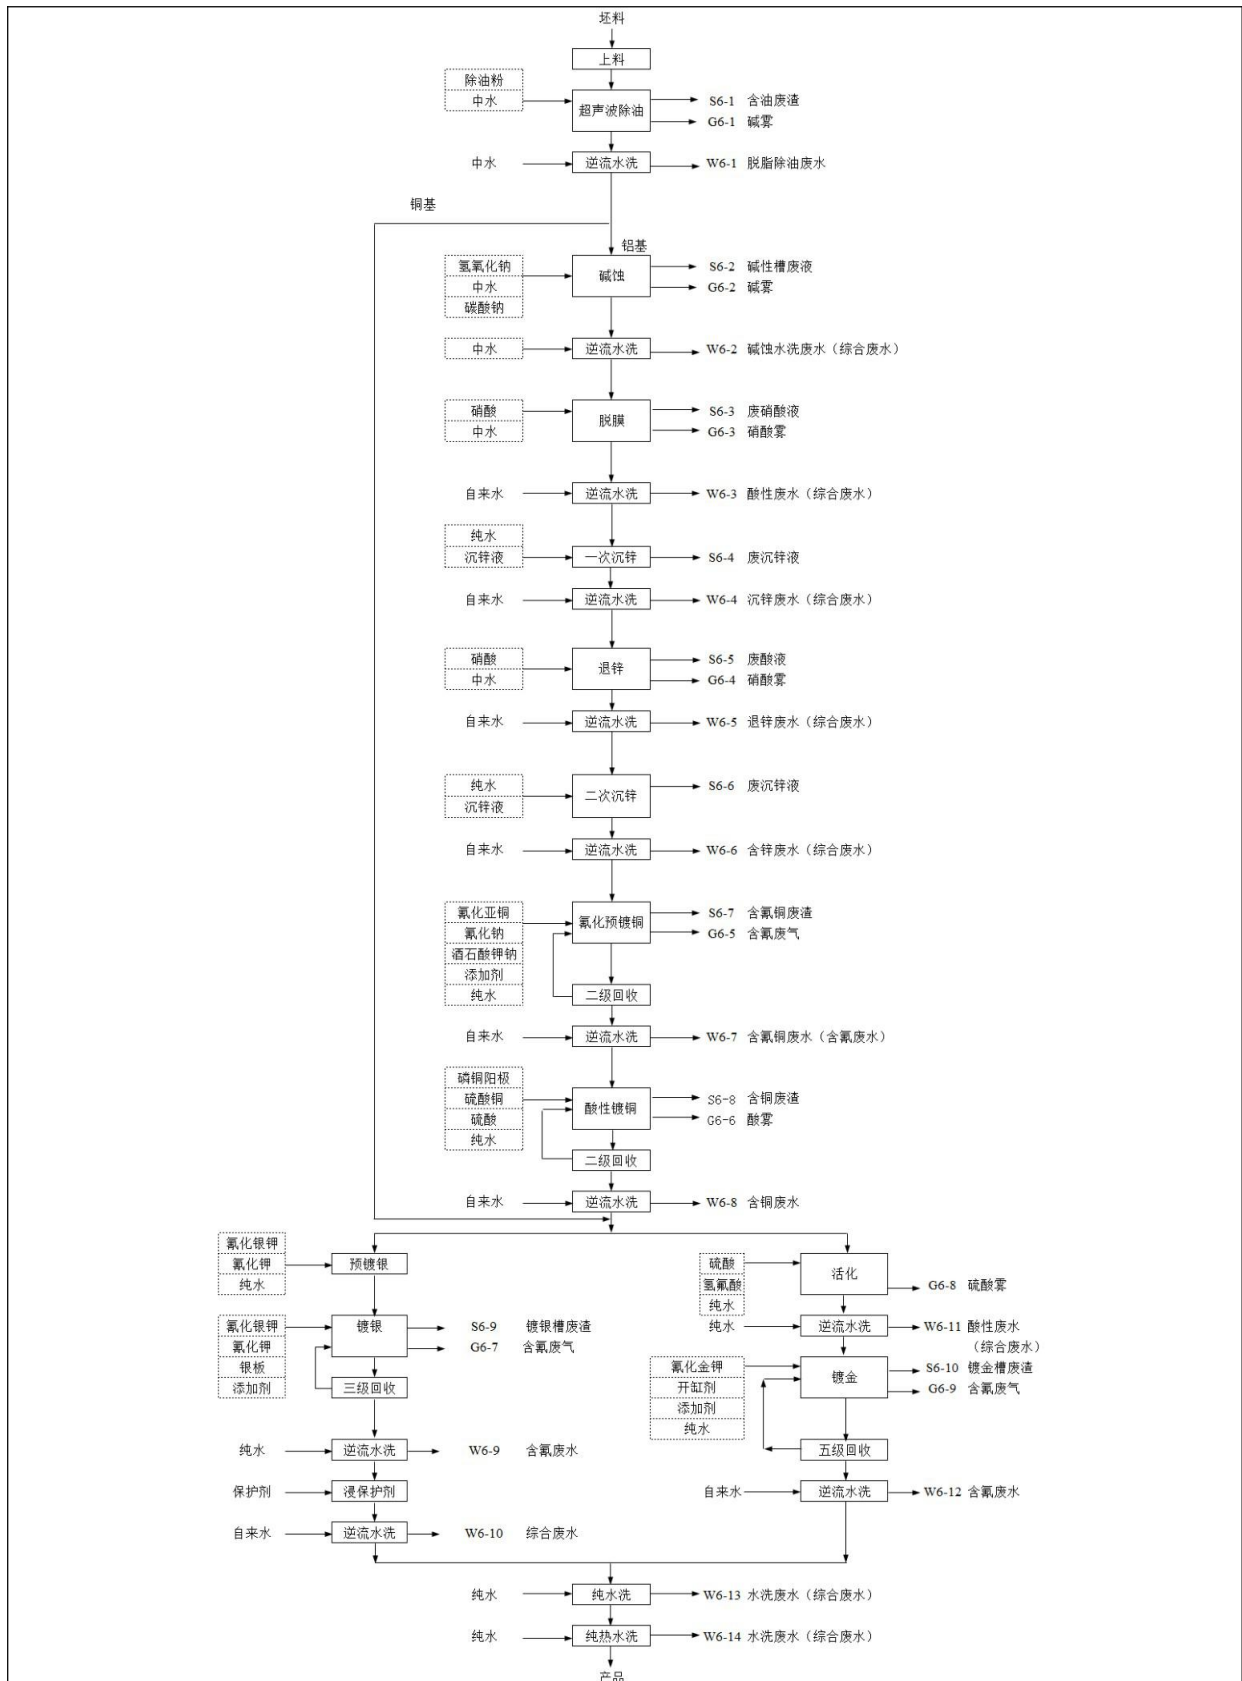 坯料
上料
除油粉
中水
超声波除油
S6-1 含油废渣
G6-1 碱雾
中水
逆流水洗
W6-1 脱脂除油废水
铜基
铝基
氢氧化钠
中水
碳酸钠
碱蚀
S6-2 碱性槽废液
G6-2 碱雾
中水
逆流水洗
W6-2 碱蚀水洗废水（综合废水）
硝酸
中水
脱膜
S6-3 废硝酸液
G6-3 硝酸雾
自来水
逆流水洗
W6-3 酸性废水（综合废水）
纯水
沉锌液
一次沉锌
S6-4 废沉锌液
自来水
逆流水洗
W6-4 沉锌废水（综合废水）
硝酸
中水
退锌
S6-5 废酸液
G6-4 硝酸雾
自来水
逆流水洗
W6-5 退锌废水（综合废水）
纯水
沉锌液
二次沉锌
S6-6 废沉锌液
自来水
逆流水洗
W6-6 含锌废水（综合废水）
氰化亚铜
氰化钠
酒石酸钾钠
添加剂
纯水
氰化预镀铜
S6-7 含氰铜废渣
G6-5 含氰废气
二级回收
自来水
逆流水洗
W6-7 含氰铜废水（含氰废水）
磷铜阳极
硫酸铜
硫酸
纯水
酸性镀铜
S6-8 含铜废渣
G6-6 酸雾
二级回收
自来水
逆流水洗
W6-8 含铜废水
氰化银钾
氰化钾
纯水
预镀银
氰化银钾
氰化钾
银板
添加剂
镀银
S6-9 镀银槽废渣
G6-7 含氰废气
三级回收
纯水
逆流水洗
W6-9 含氰废水
保护剂
浸保护剂
自来水
逆流水洗
W6-10 综合废水
硫酸
氢氟酸
纯水
活化
G6-8 硫酸雾
纯水
逆流水洗
W6-11 酸性废水
（综合废水）
氰化金钾
开缸剂
添加剂
纯水
镀金
S6-10 镀金槽废渣
G6-9 含氰废气
五级回收
自来水
逆流水洗
W6-12 含氰废水
纯水
纯水洗
W6-13 水洗废水（综合废水）
纯水
纯热水洗
W6-14 水洗废水（综合废水）
产品